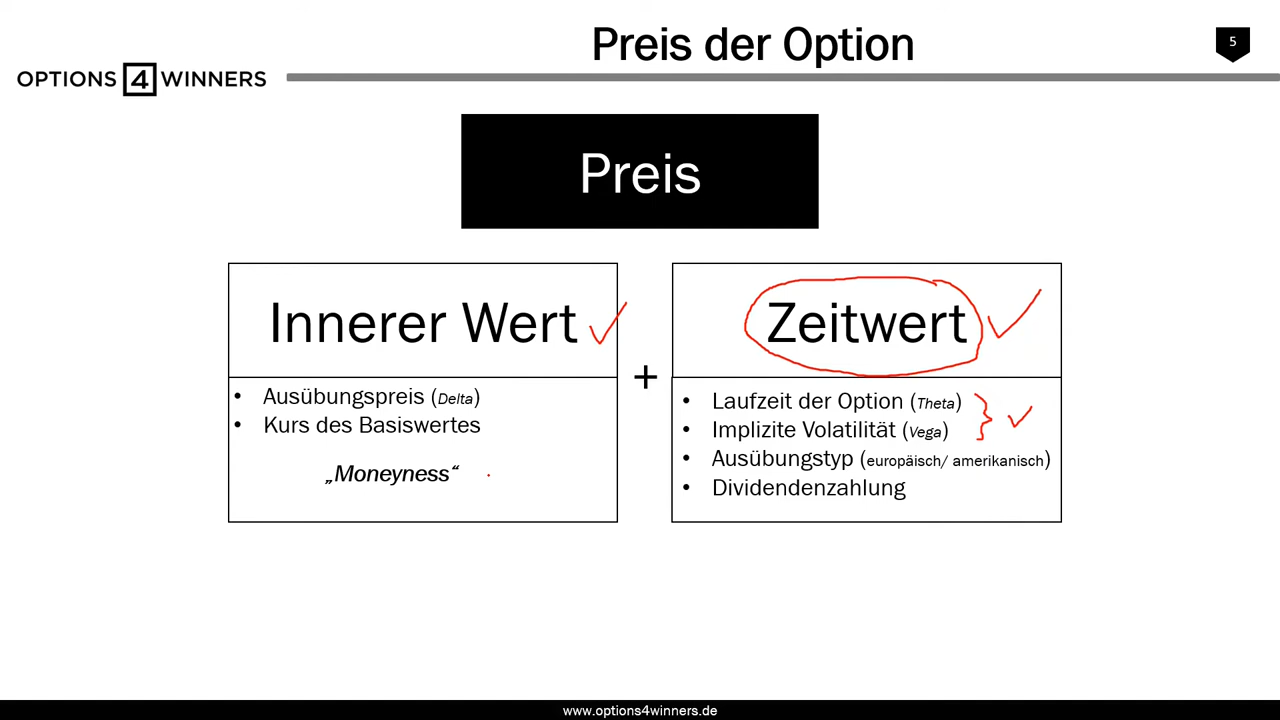 Preis der Option
5
OPTIONS 4 WINNERS
Preis
Innerer Wert
• Ausübungspreis (Delta)
• Kurs des Basiswertes
„Moneyness“
+
Zeitwert
• Laufzeit der Option (Theta)
• Implizite Volatilität (Vega)
• Ausübungstyp (europäisch/ amerikanisch)
• Dividendenzahlung
www.options4winners.de